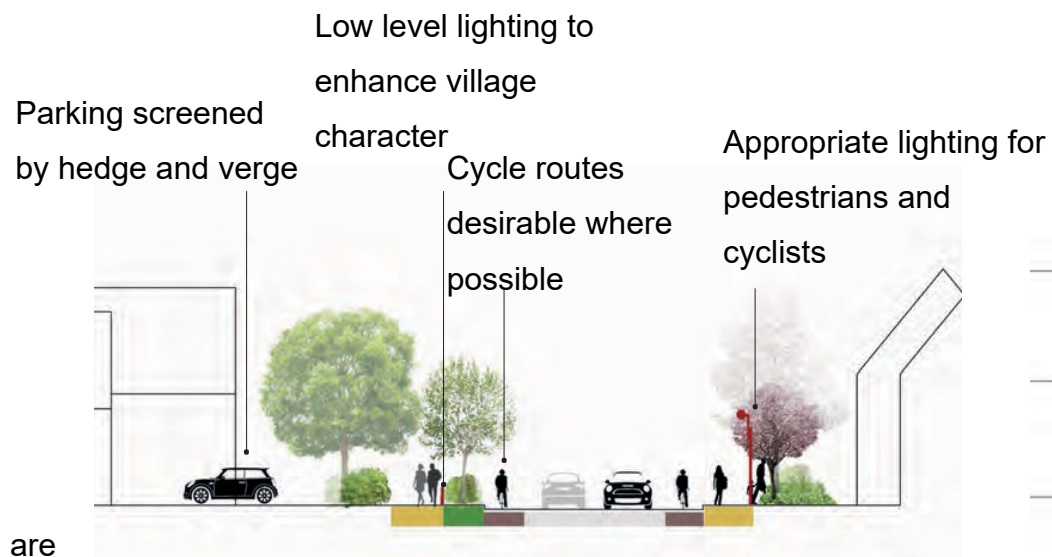 Low level lighting to
enhance village
character
Parking screened
by hedge and verge
Cycle routes
desirable where
possible
Appropriate lighting for
pedestrians and
cyclists
are